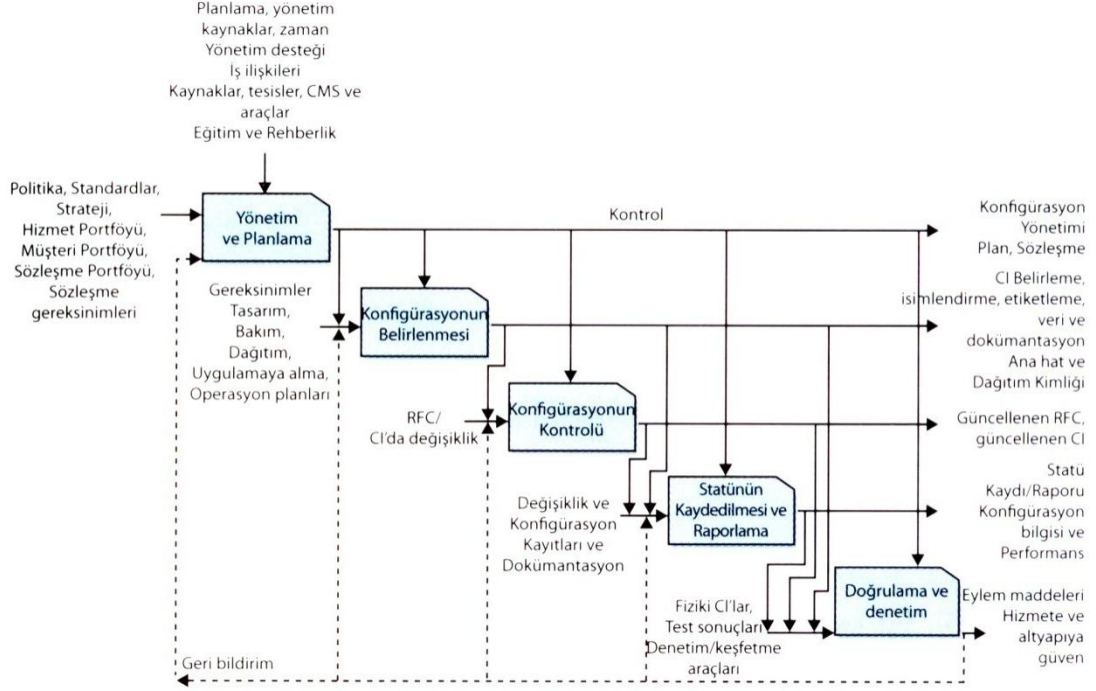 Planlama, yönetim
kaynaklar, zaman
Yönetim desteği
İş ilişkileri
Kaynaklar, tesisler, CMS ve
araçlar
Eğitim ve Rehberlik
Politika, Standardlar,
Strateji,
Hizmet Portföyü,
Müşteri Portföyü,
Sözleşme Portföyü,
Sözleşme
gereksinimleri
Yönetim
ve Planlama
Kontrol
Konfigürasyon
Yönetimi
Plan, Sözleşme
Gereksinimler
Tasarım,
Bakım,
Dağıtım,
Uygulamaya alma,
Operasyon planları
Konfigürasyonun
Belirlenmesi
CI Belirleme,
isimlendirme, etiketleme,
veri ve
dokümantasyon
Ana hat ve
Dağıtım Kimliği
RFC/
CI'da değişiklik
Konfigürasyonun
Kontrolü
Güncellenen RFC,
güncellenen CI
Değişiklik ve
Konfigürasyon
Kayıtları ve
Dokümantasyon
Statünün
Kaydedilmesi ve
Raporlama
Statü
Kaydı/Raporu
Konfigürasyon
bilgisi ve
Performans
Fiziki CI'lar,
Test sonuçları
Denetim/keşfetme
araçları
Doğrulama ve
denetim
Eylem maddeleri
Hizmete ve
altyapıya
güven
Geri bildirim